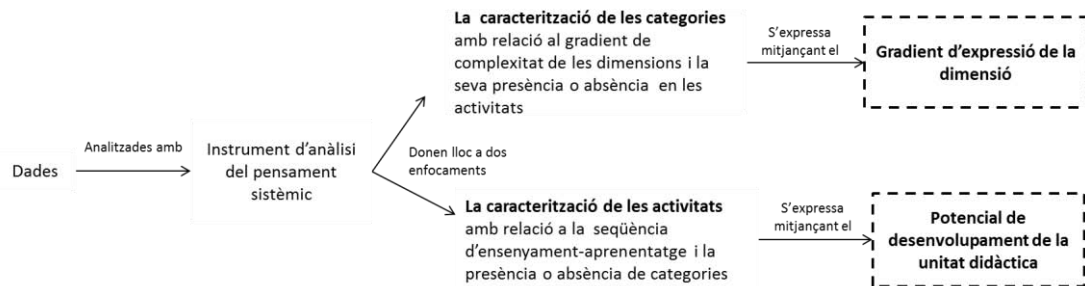 La caracterització de les categories
amb relació al gradient de
complexitat de les dimensions i la
seva presència o absència en les
activitats
S'expressa
mitjançant el
Gradient d'expressió de la
dimensió
Dades
Analitzades amb
Instrument d'anàlisi
del pensament
sistèmic
Donen lloc a dos
enfocaments
La caracterització de les activitats
amb relació a la seqüència
d'ensenyament-aprenentatge i la
presència o absència de categories
S'expressa
mitjançant el
Potencial de
desenvolupament de la
unitat didàctica